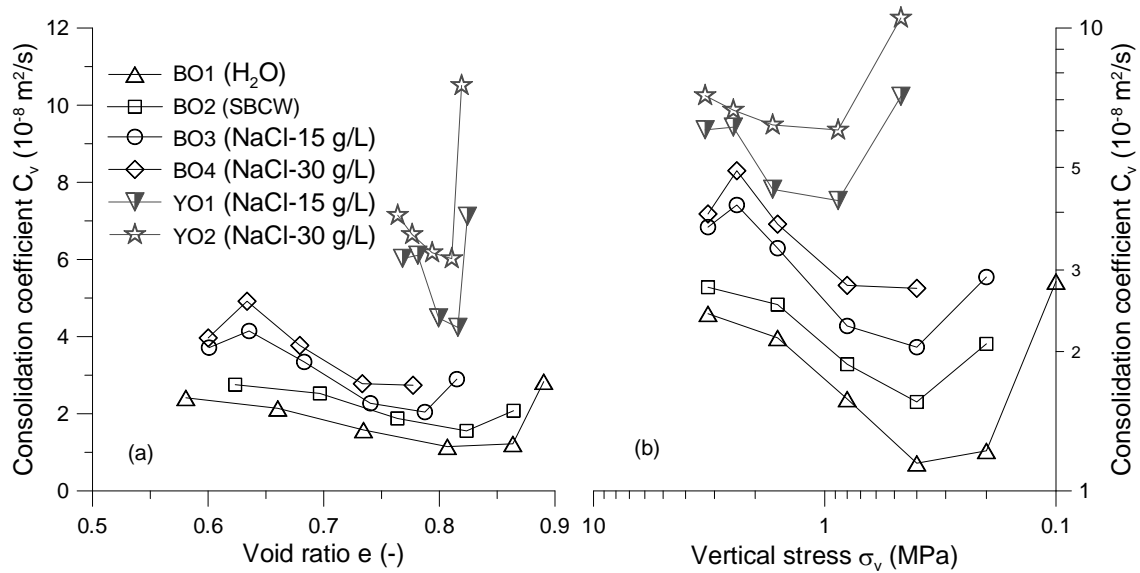 Consolidation coefficient Cᵥ (10⁻⁸ m²/s)
12
10
8
6
4
2
0
BO1 (H₂O)
BO2 (SBCW)
BO3 (NaCl-15 g/L)
BO4 (NaCl-30 g/L)
YO1 (NaCl-15 g/L)
YO2 (NaCl-30 g/L)
(a)
0.5 0.6 0.7 0.8 0.9
Void ratio e (-)
(b)
10 1 0.1
Vertical stress σᵥ (MPa)
10
5
3
2
1
Consolidation coefficient Cᵥ (10⁻⁸ m²/s)